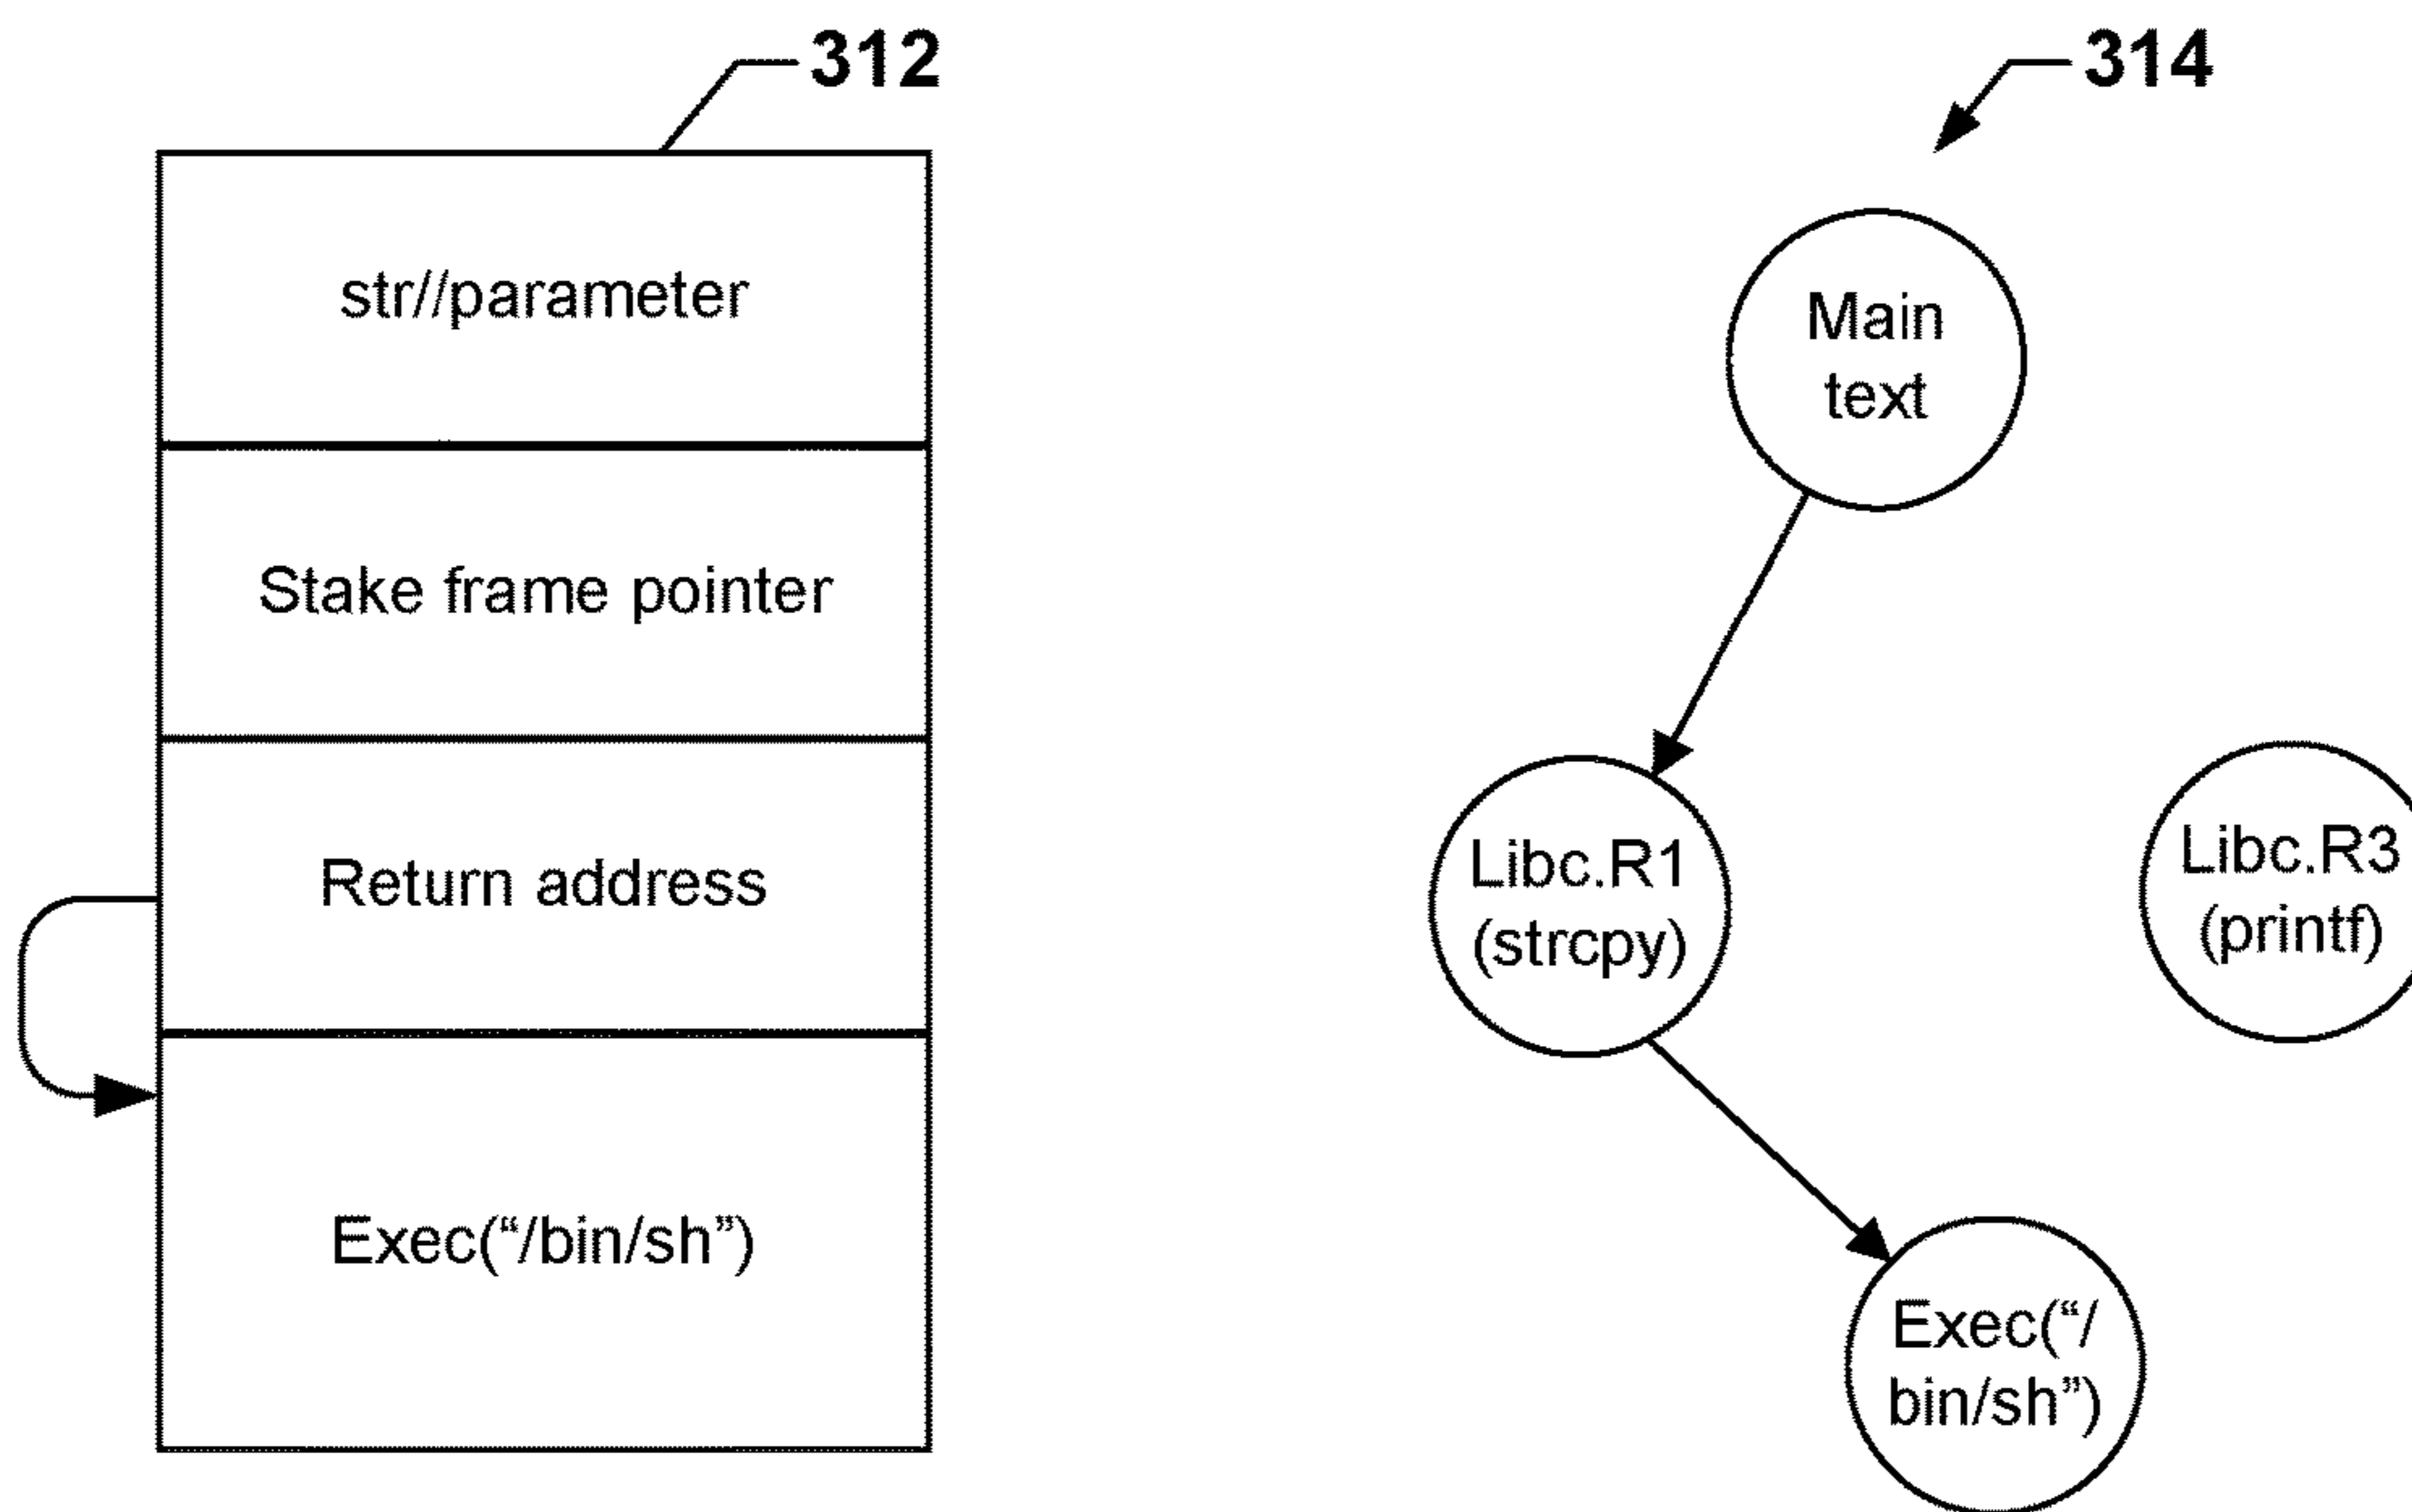 312
str//parameter
Stake frame pointer
Return address
Exec(“/bin/sh”)
314
Main
text
Libc.R1
(strcpy)
Libc.R3
(printf)
Exec(“/
bin/sh”)